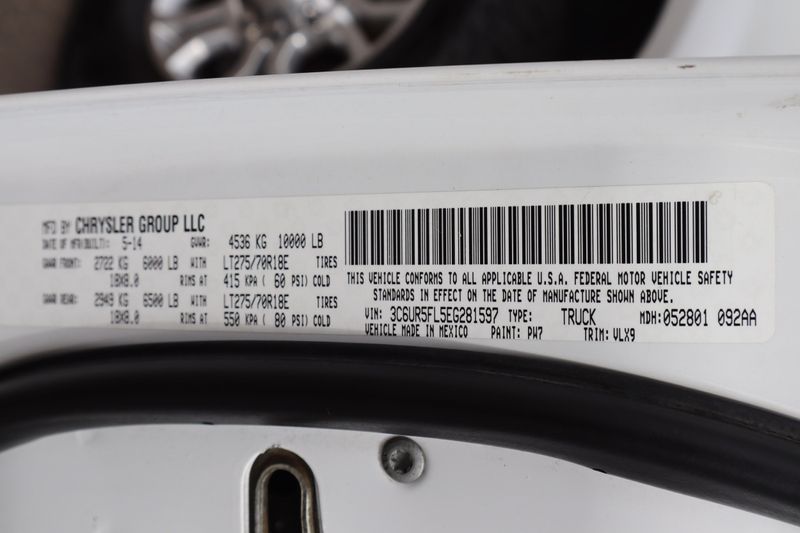 MFD BY CHRYSLER GROUP LLC
DATE OF MFR(BUILT): 5-14 GVWR: 4536 KG 10000 LB
GAWR FRONT: 2722 KG 6000 LB WITH LT275/70R18E TIRES
18X8.0 RIMS AT 415 KPA ( 60 PSI) COLD
GAWR REAR: 2949 KG 6500 LB WITH LT275/70R18E TIRES
18X8.0 RIMS AT 550 KPA ( 80 PSI) COLD
THIS VEHICLE CONFORMS TO ALL APPLICABLE U.S.A. FEDERAL MOTOR VEHICLE SAFETY
STANDARDS IN EFFECT ON THE DATE OF MANUFACTURE SHOWN ABOVE.
VIN: 3C6UR5FL5EG281597 TYPE: TRUCK MDH:052801 092AA
VEHICLE MADE IN MEXICO PAINT: PW7 TRIM: VLX9